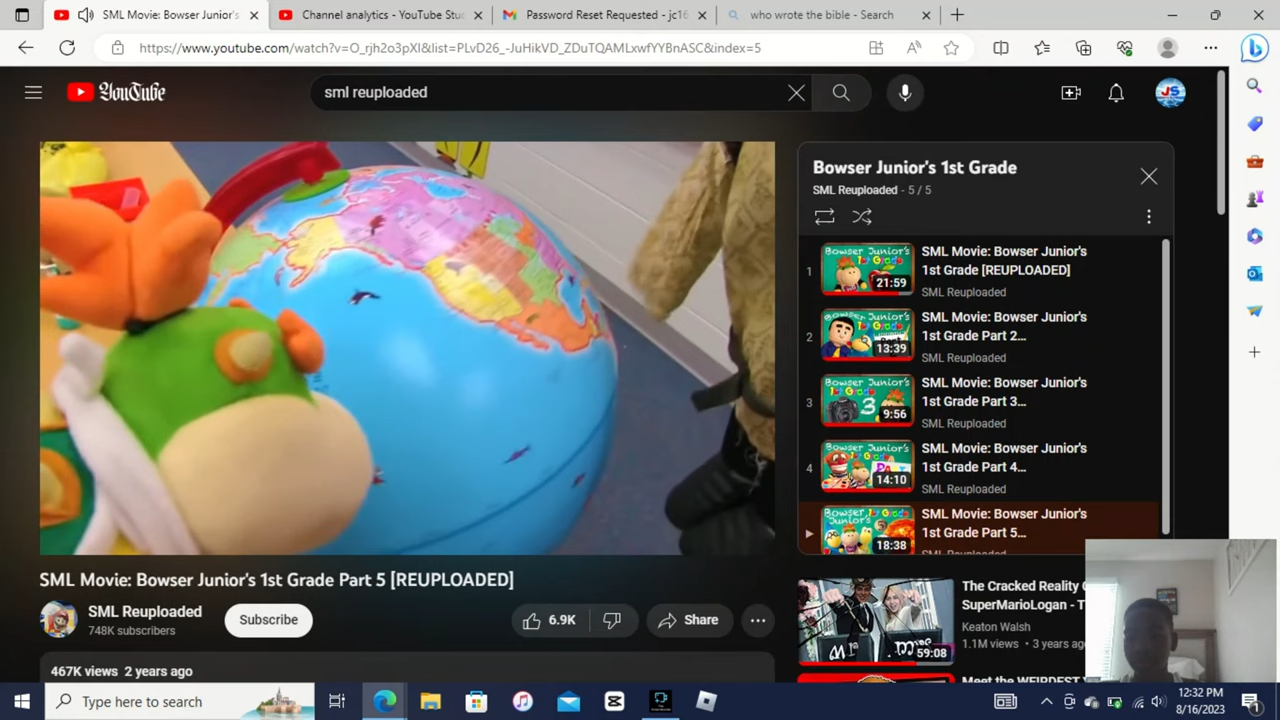 SML Movie: Bowser Junior's
Channel analytics - YouTube Stu
Password Reset Requested - jc16
who wrote the bible - Search
https://www.youtube.com/watch?v=O_rjh2o3pXI&list=PLvD26_-JuHikVD_ZDuTQAMLxwfYYBnASC&index=5
YouTube
sml reuploaded
JS
Bowser Junior's 1st Grade
SML Reuploaded - 5 / 5
1
21:59
SML Movie: Bowser Junior's
1st Grade [REUPLOADED]
SML Reuploaded
2
13:39
SML Movie: Bowser Junior's
1st Grade Part 2...
SML Reuploaded
3
9:56
SML Movie: Bowser Junior's
1st Grade Part 3...
SML Reuploaded
4
14:10
SML Movie: Bowser Junior's
1st Grade Part 4...
SML Reuploaded
18:38
SML Movie: Bowser Junior's
1st Grade Part 5...
SML Movie: Bowser Junior's 1st Grade Part 5 [REUPLOADED]
SML Reuploaded
748K subscribers
Subscribe
6.9K
Share
467K views 2 years ago
59:08
The Cracked Reality
SuperMarioLogan - T
Keaton Walsh
1.1M views • 3 years ago
Meet the WEIRDEST
Type here to search
12:32 PM
8/16/2023